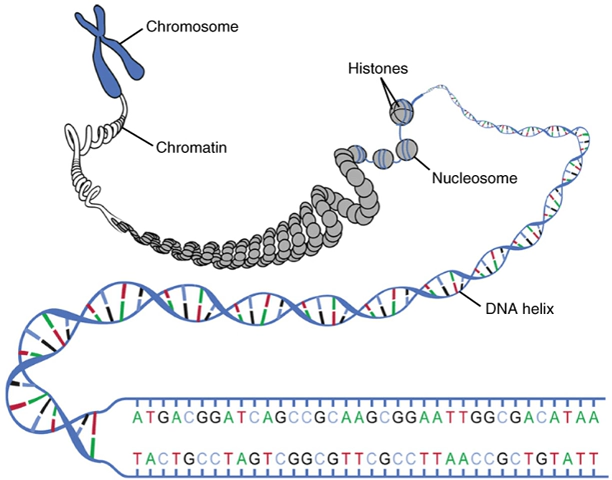 Chromosome
Histones
Chromatin
Nucleosome
DNA helix
ATGACGGATCAGCCGCAAGCGGAATTGGCGACATAA
TACTGCCTAGTCGGCGTTCGCCTTAACCGCTGTATT